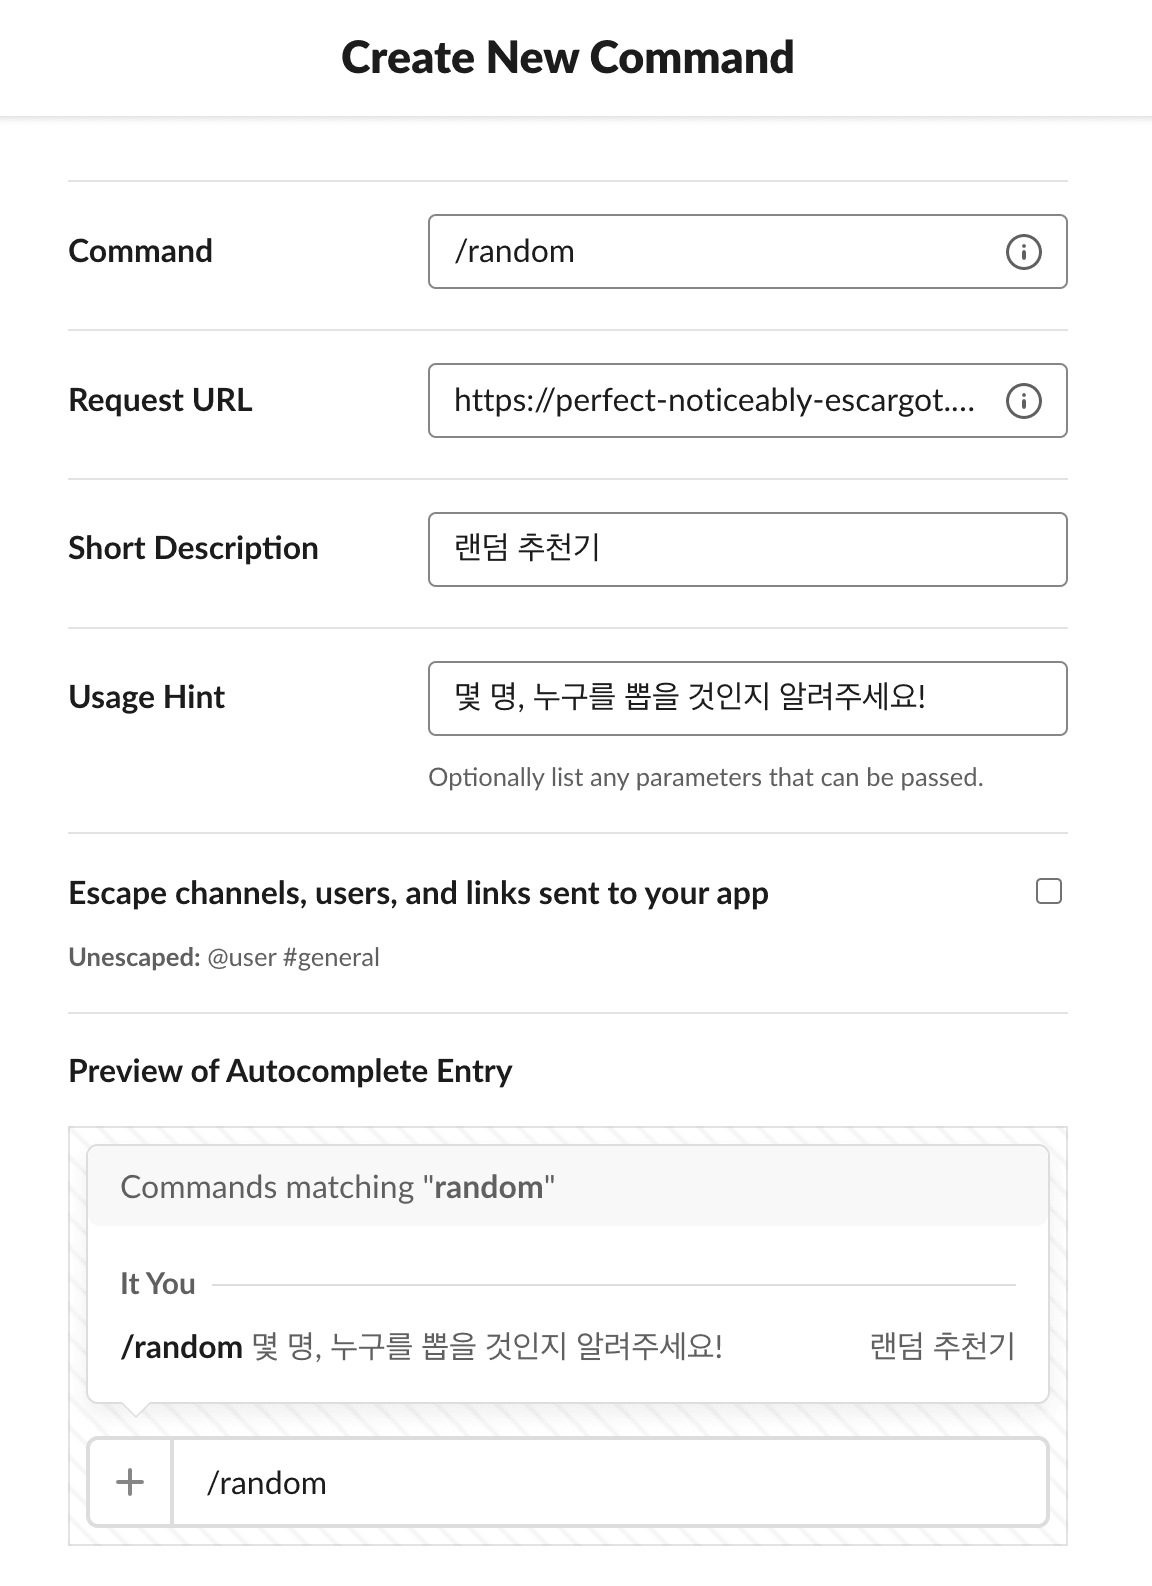 Create New Command
Command
/random
Request URL
https://perfect-noticeably-escargot....
Short Description
랜덤 추천기
Usage Hint
몇 명, 누구를 뽑을 것인지 알려주세요!
Optionally list any parameters that can be passed.
Escape channels, users, and links sent to your app
Unescaped: @user #general
Preview of Autocomplete Entry
Commands matching "random"
It You
/random 몇 명, 누구를 뽑을 것인지 알려주세요! 랜덤 추천기
/random